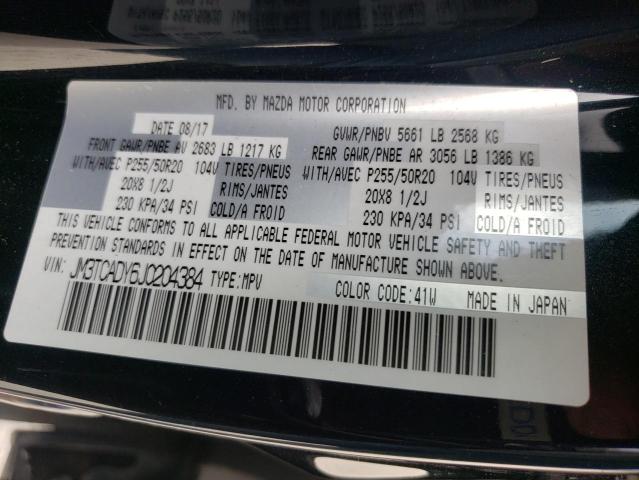 MFD. BY MAZDA MOTOR CORPORATION
DATE 08/17 GVWR/PNBV 5661 LB 2568 KG
FRONT GAWR/PNBE AV 2683 LB 1217 KG REAR GAWR/PNBE AR 3056 LB 1386 KG
WITH/AVEC P255/50R20 104V TIRES/PNEUS WITH/AVEC P255/50R20 104V TIRES/PNEUS
20X8 1/2J RIMS/JANTES 20X8 1/2J RIMS/JANTES
230 KPA/34 PSI COLD/A FROID 230 KPA/34 PSI COLD/A FROID
THIS VEHICLE CONFORMS TO ALL APPLICABLE FEDERAL MOTOR VEHICLE SAFETY AND THEFT
PREVENTION STANDARDS IN EFFECT ON THE DATE OF MANUFACTURE SHOWN ABOVE.
VIN: JM3TCADY6J0204384 TYPE:MPV COLOR CODE:41W MADE IN JAPAN